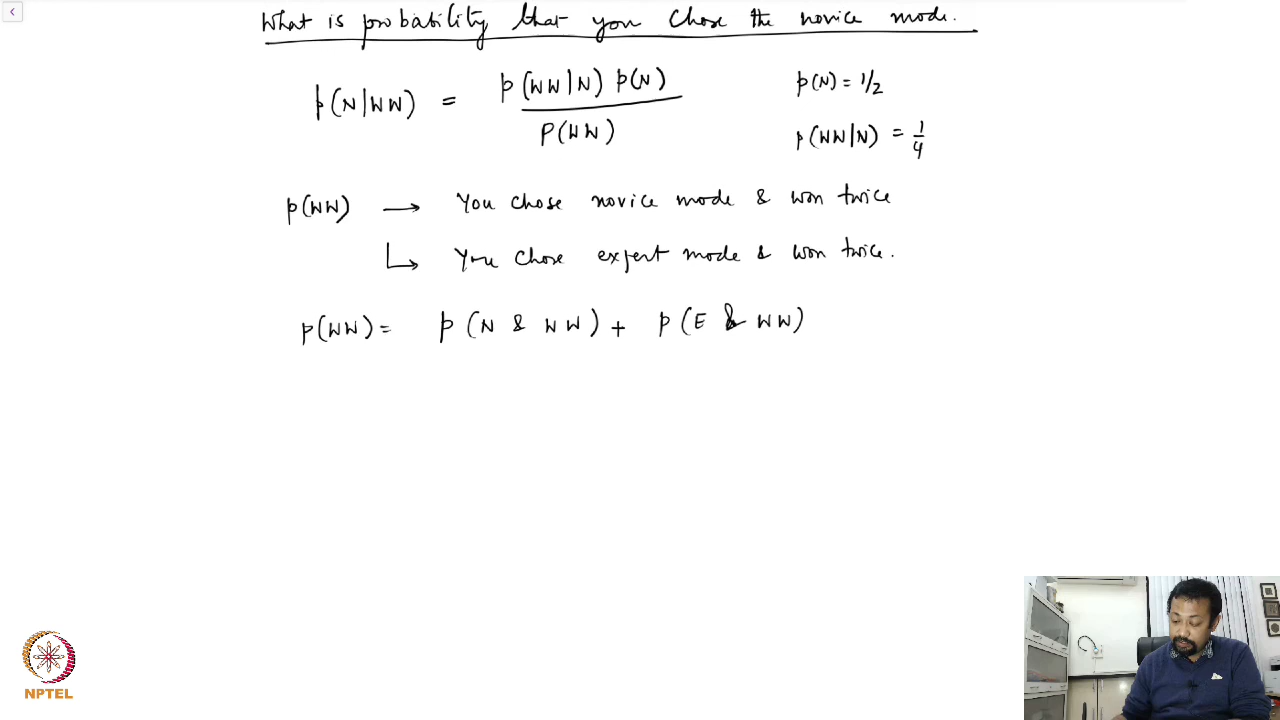 What is probability that you chose the novice mode.
p(N|WW) = p(WW|N) p(N) / P(WW)
p(N) = 1/2
p(WW|N) = 1/4
p(WW) → You chose novice mode & won twice
↳ You chose expert mode & won twice.
p(WW) = p(N & WW) + p(E & WW)
NPTEL